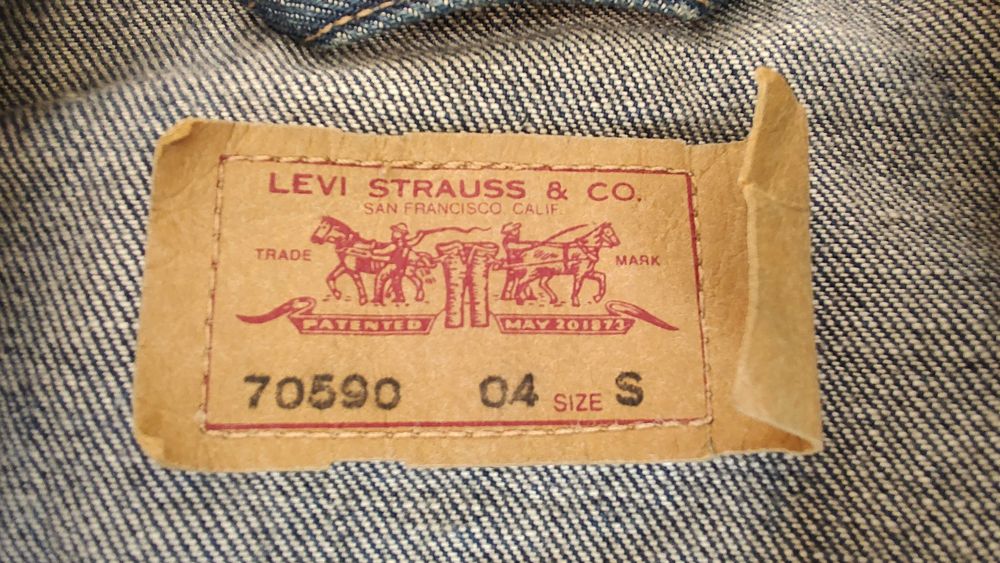 LEVI STRAUSS & CO.
SAN FRANCISCO CALIF.
TRADE MARK
PATENTED MAY 20 1873
70590 04 SIZE S